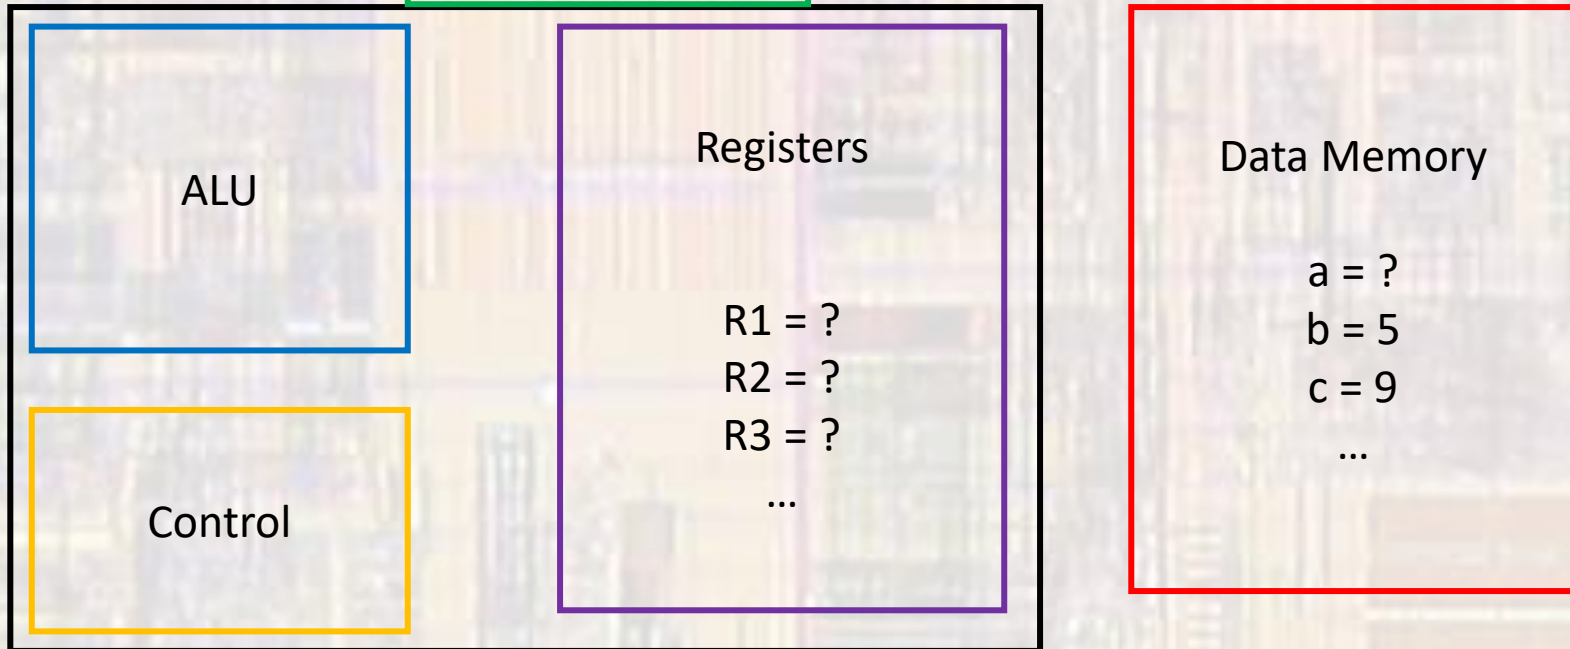 ALU
Control
Registers
R1 = ?
R2 = ?
R3 = ?
...
Data Memory
a = ?
b = 5
c = 9
...